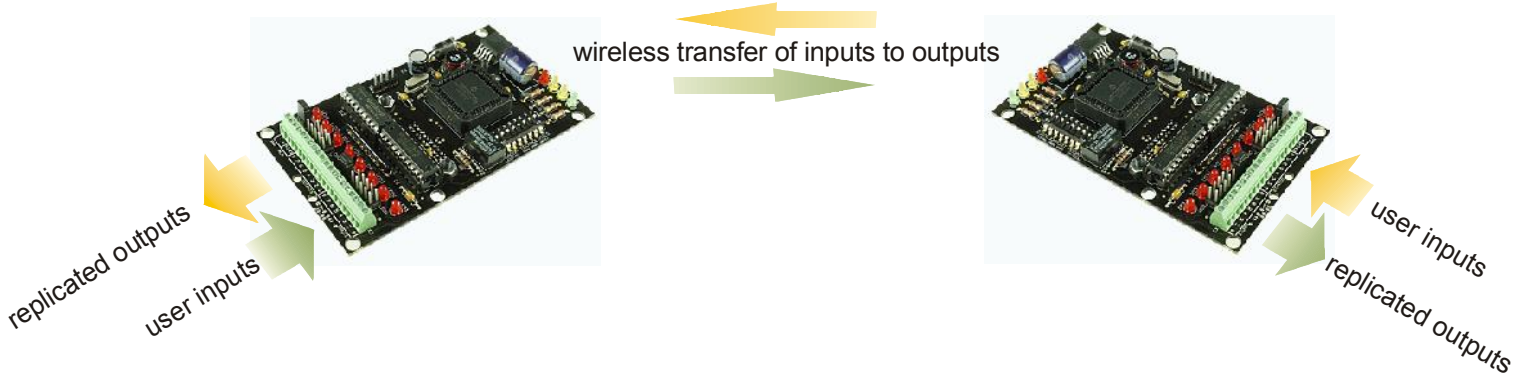 wireless transfer of inputs to outputs
replicated outputs
user inputs
user inputs
replicated outputs